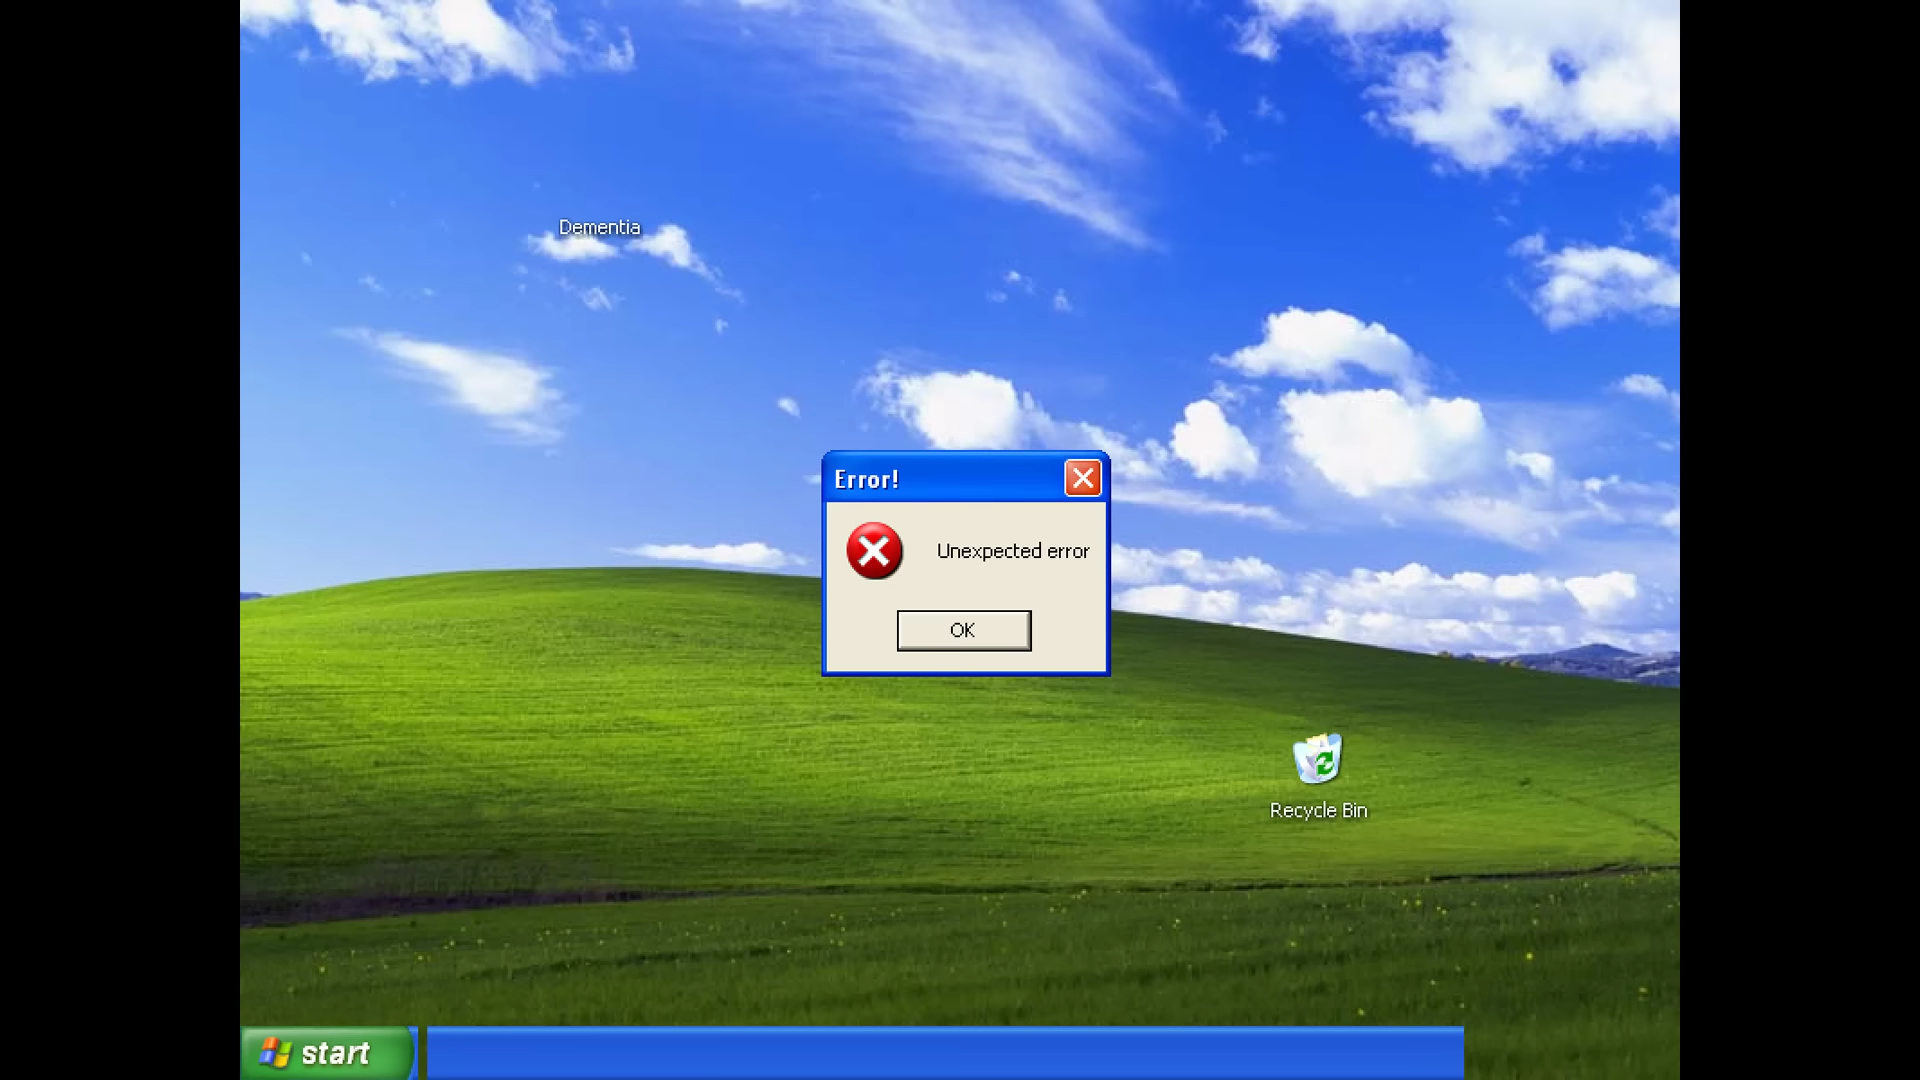 Dementia
Error!
Unexpected error
OK
Recycle Bin
start